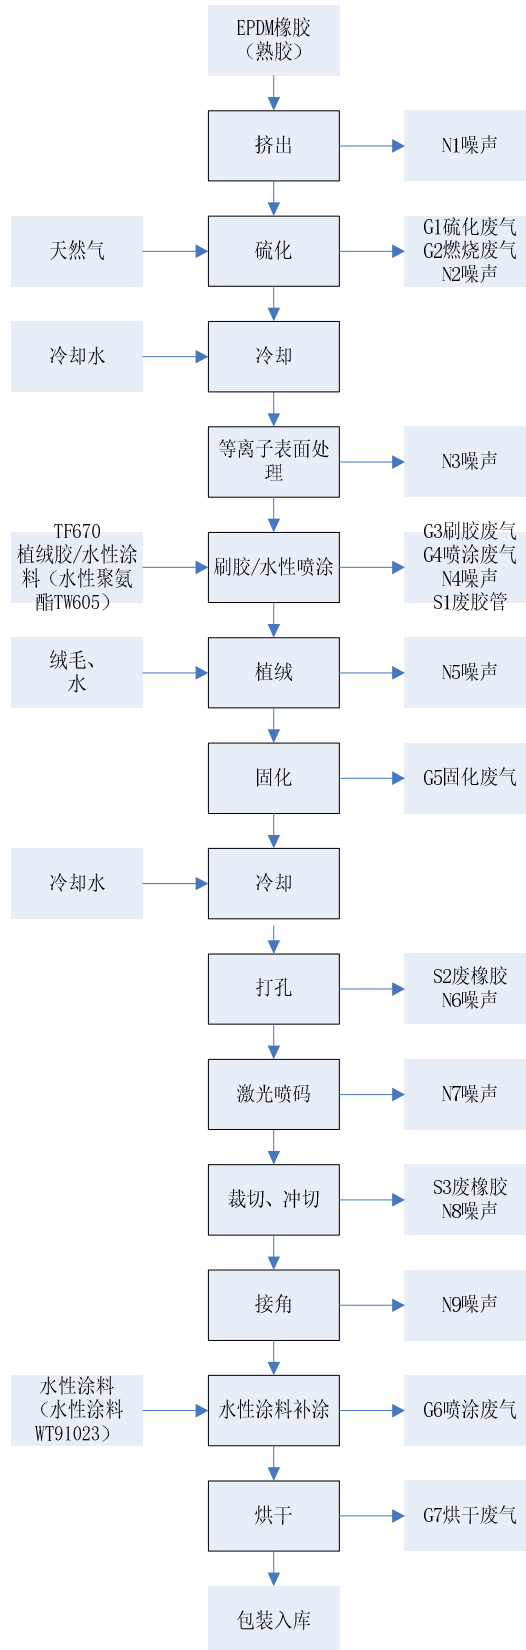 EPDM橡胶
（熟胶）
挤出
N1噪声
天然气
硫化
G1硫化废气
G2燃烧废气
N2噪声
冷却水
冷却
等离子表面处
理
N3噪声
TF670
植绒胶/水性涂
料（水性聚氨
酯TW605）
刷胶/水性喷涂
G3刷胶废气
G4喷涂废气
N4噪声
S1废胶管
绒毛、
水
植绒
N5噪声
固化
G5固化废气
冷却水
冷却
打孔
S2废橡胶
N6噪声
激光喷码
N7噪声
裁切、冲切
S3废橡胶
N8噪声
接角
N9噪声
水性涂料
（水性涂料
WT91023）
水性涂料补涂
G6喷涂废气
烘干
G7烘干废气
包装入库